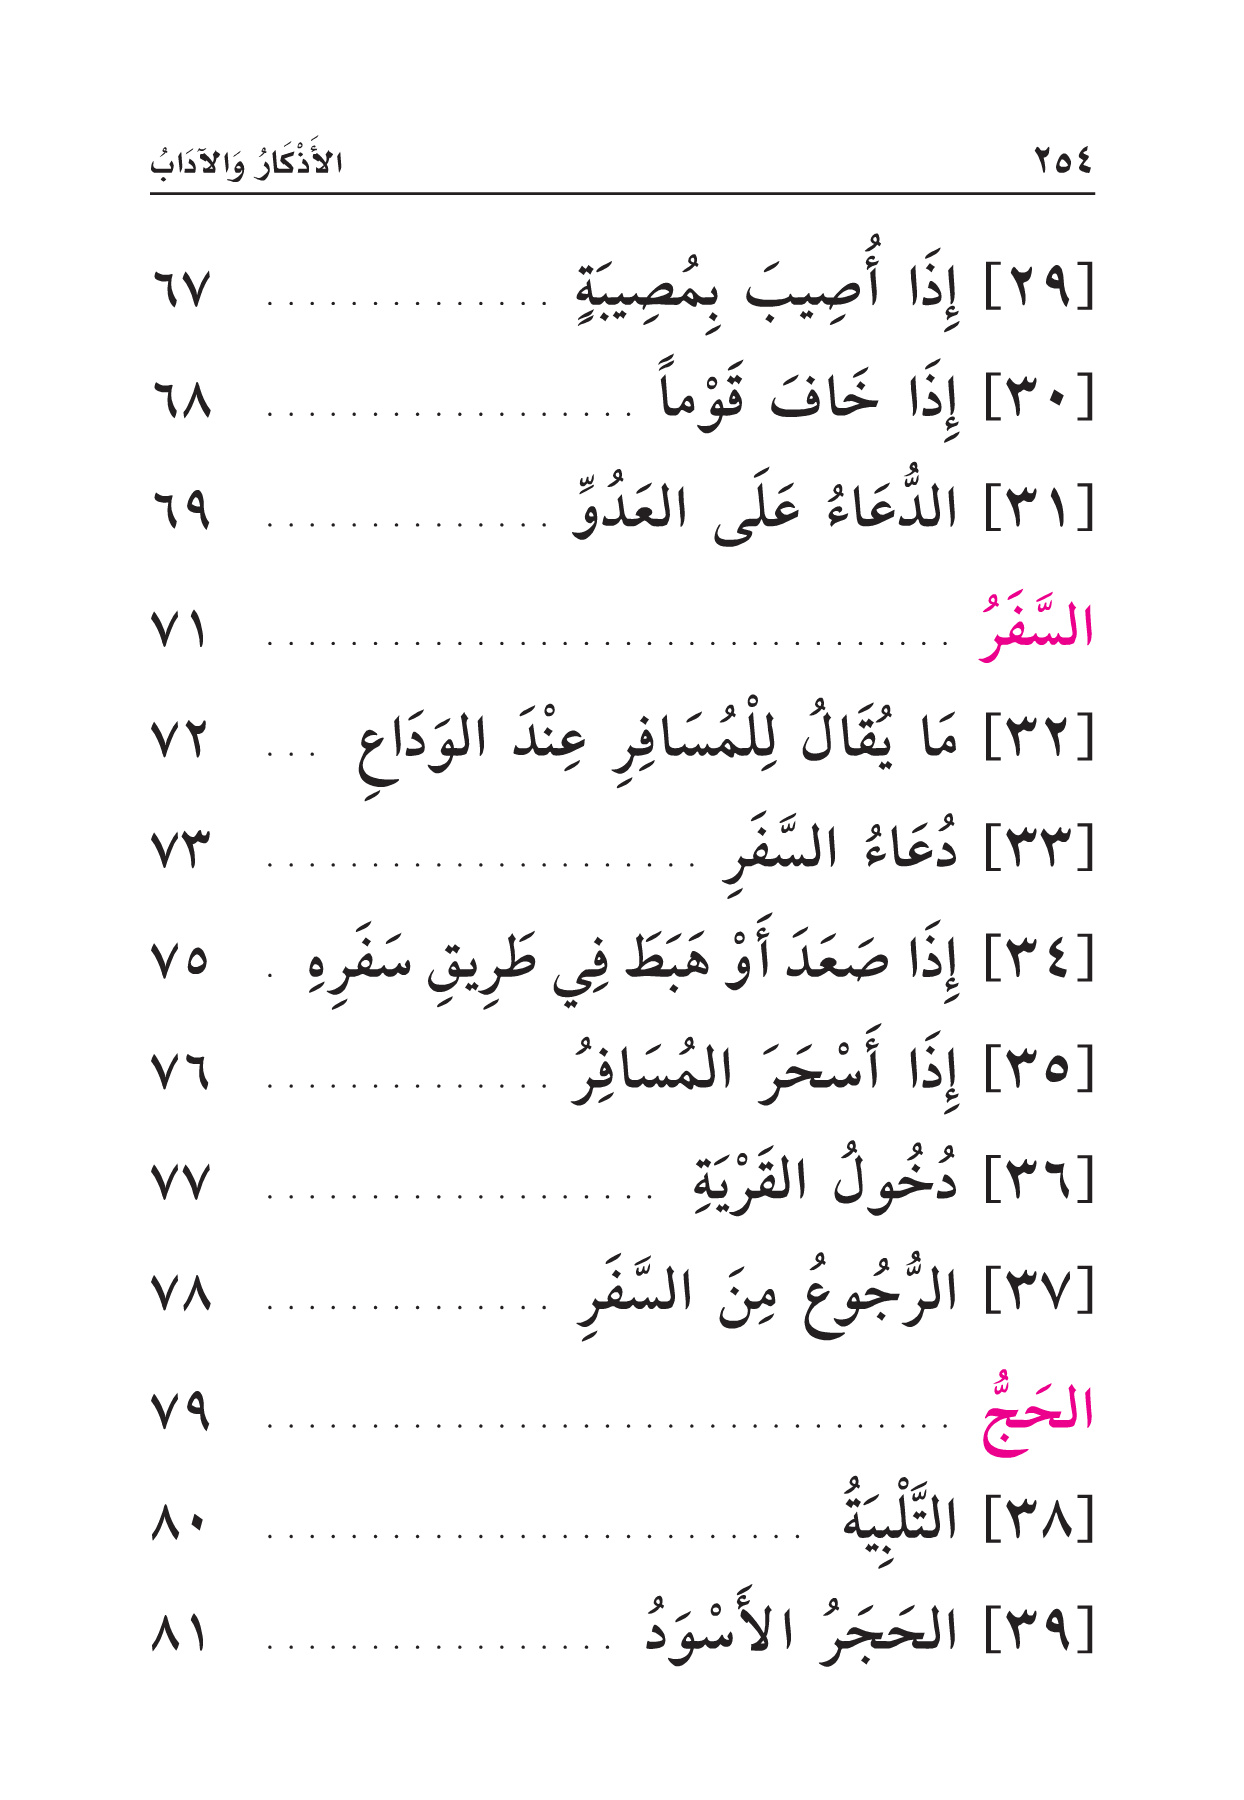 ٢٥٤ الأَذْكَارُ وَالآدَابُ
[٢٩] إِذَا أُصِيبَ بِمُصِيبَةٍ . . . . . . . . . . . . . . ٦٧
[٣٠] إِذَا خَافَ قَوْماً . . . . . . . . . . . . . . . . . . ٦٨
[٣١] الدُّعَاءُ عَلَى العَدُوِّ . . . . . . . . . . . . . . ٦٩
السَّفَرُ . . . . . . . . . . . . . . . . . . . . . . . . . . . . . . . . . ٧١
[٣٢] مَا يُقَالُ لِلْمُسَافِرِ عِنْدَ الوَدَاعِ . . . ٧٢
[٣٣] دُعَاءُ السَّفَرِ . . . . . . . . . . . . . . . . . . . . . ٧٣
[٣٤] إِذَا صَعَدَ أَوْ هَبَطَ فِي طَرِيقِ سَفَرِهِ . ٧٥
[٣٥] إِذَا أَسْحَرَ المُسَافِرُ . . . . . . . . . . . . . . ٧٦
[٣٦] دُخُولُ القَرْيَةِ . . . . . . . . . . . . . . . . . . . ٧٧
[٣٧] الرُّجُوعُ مِنَ السَّفَرِ . . . . . . . . . . . . . . ٧٨
الحَجُّ . . . . . . . . . . . . . . . . . . . . . . . . . . . . . . . . . ٧٩
[٣٨] التَّلْبِيَةُ . . . . . . . . . . . . . . . . . . . . . . . . . . ٨٠
[٣٩] الحَجَرُ الأَسْوَدُ . . . . . . . . . . . . . . . . . ٨١